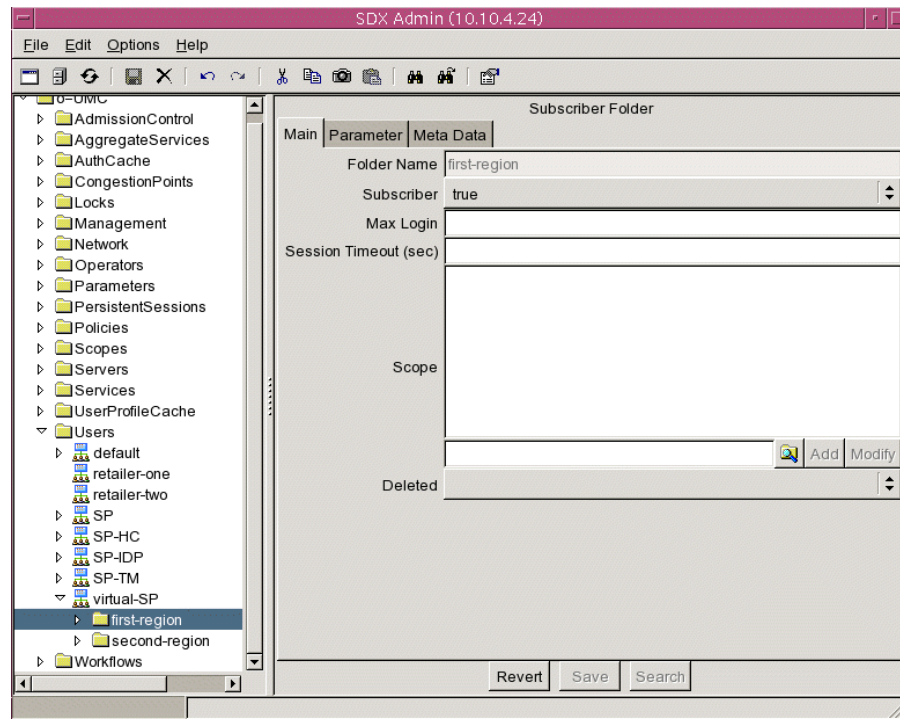 SDX Admin (10.10.4.24)
File Edit Options Help
o=UMC
AdmissionControl
AggregateServices
AuthCache
CongestionPoints
Locks
Management
Network
Operators
Parameters
PersistentSessions
Policies
Scopes
Servers
Services
UserProfileCache
Users
default
retailer-one
retailer-two
SP
SP-HC
SP-IDP
SP-TM
virtual-SP
first-region
second-region
Workflows
Subscriber Folder
Main Parameter Meta Data
Folder Name first-region
Subscriber true
Max Login
Session Timeout (sec)
Scope
Add Modify
Deleted
Revert Save Search